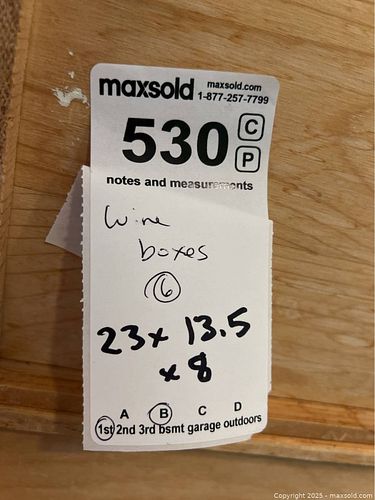 maxsold maxsold.com
1-877-257-7799
530 C
P
notes and measurements
Wine
boxes
6
23 x 13.5
x 8
A B C D
1st 2nd 3rd bsmt garage outdoors
Copyright 2025 - maxsold.com